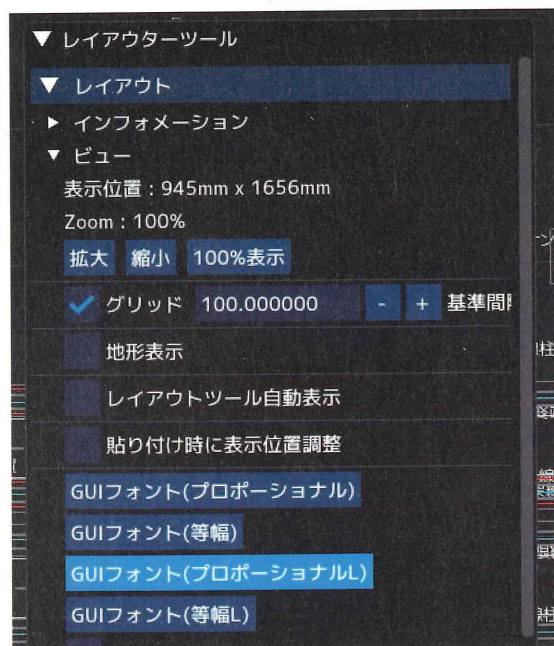 ▼ レイアウターツール
▼ レイアウト
▶ インフォメーション
▼ ビュー
表示位置 : 945mm x 1656mm
Zoom : 100%
拡大 縮小 100%表示
グリッド 100.000000 - + 基準間
地形表示
レイアウトツール自動表示
貼り付け時に表示位置調整
GUIフォント(プロポーショナル)
GUIフォント(等幅)
GUIフォント(プロポーショナルL)
GUIフォント(等幅L)